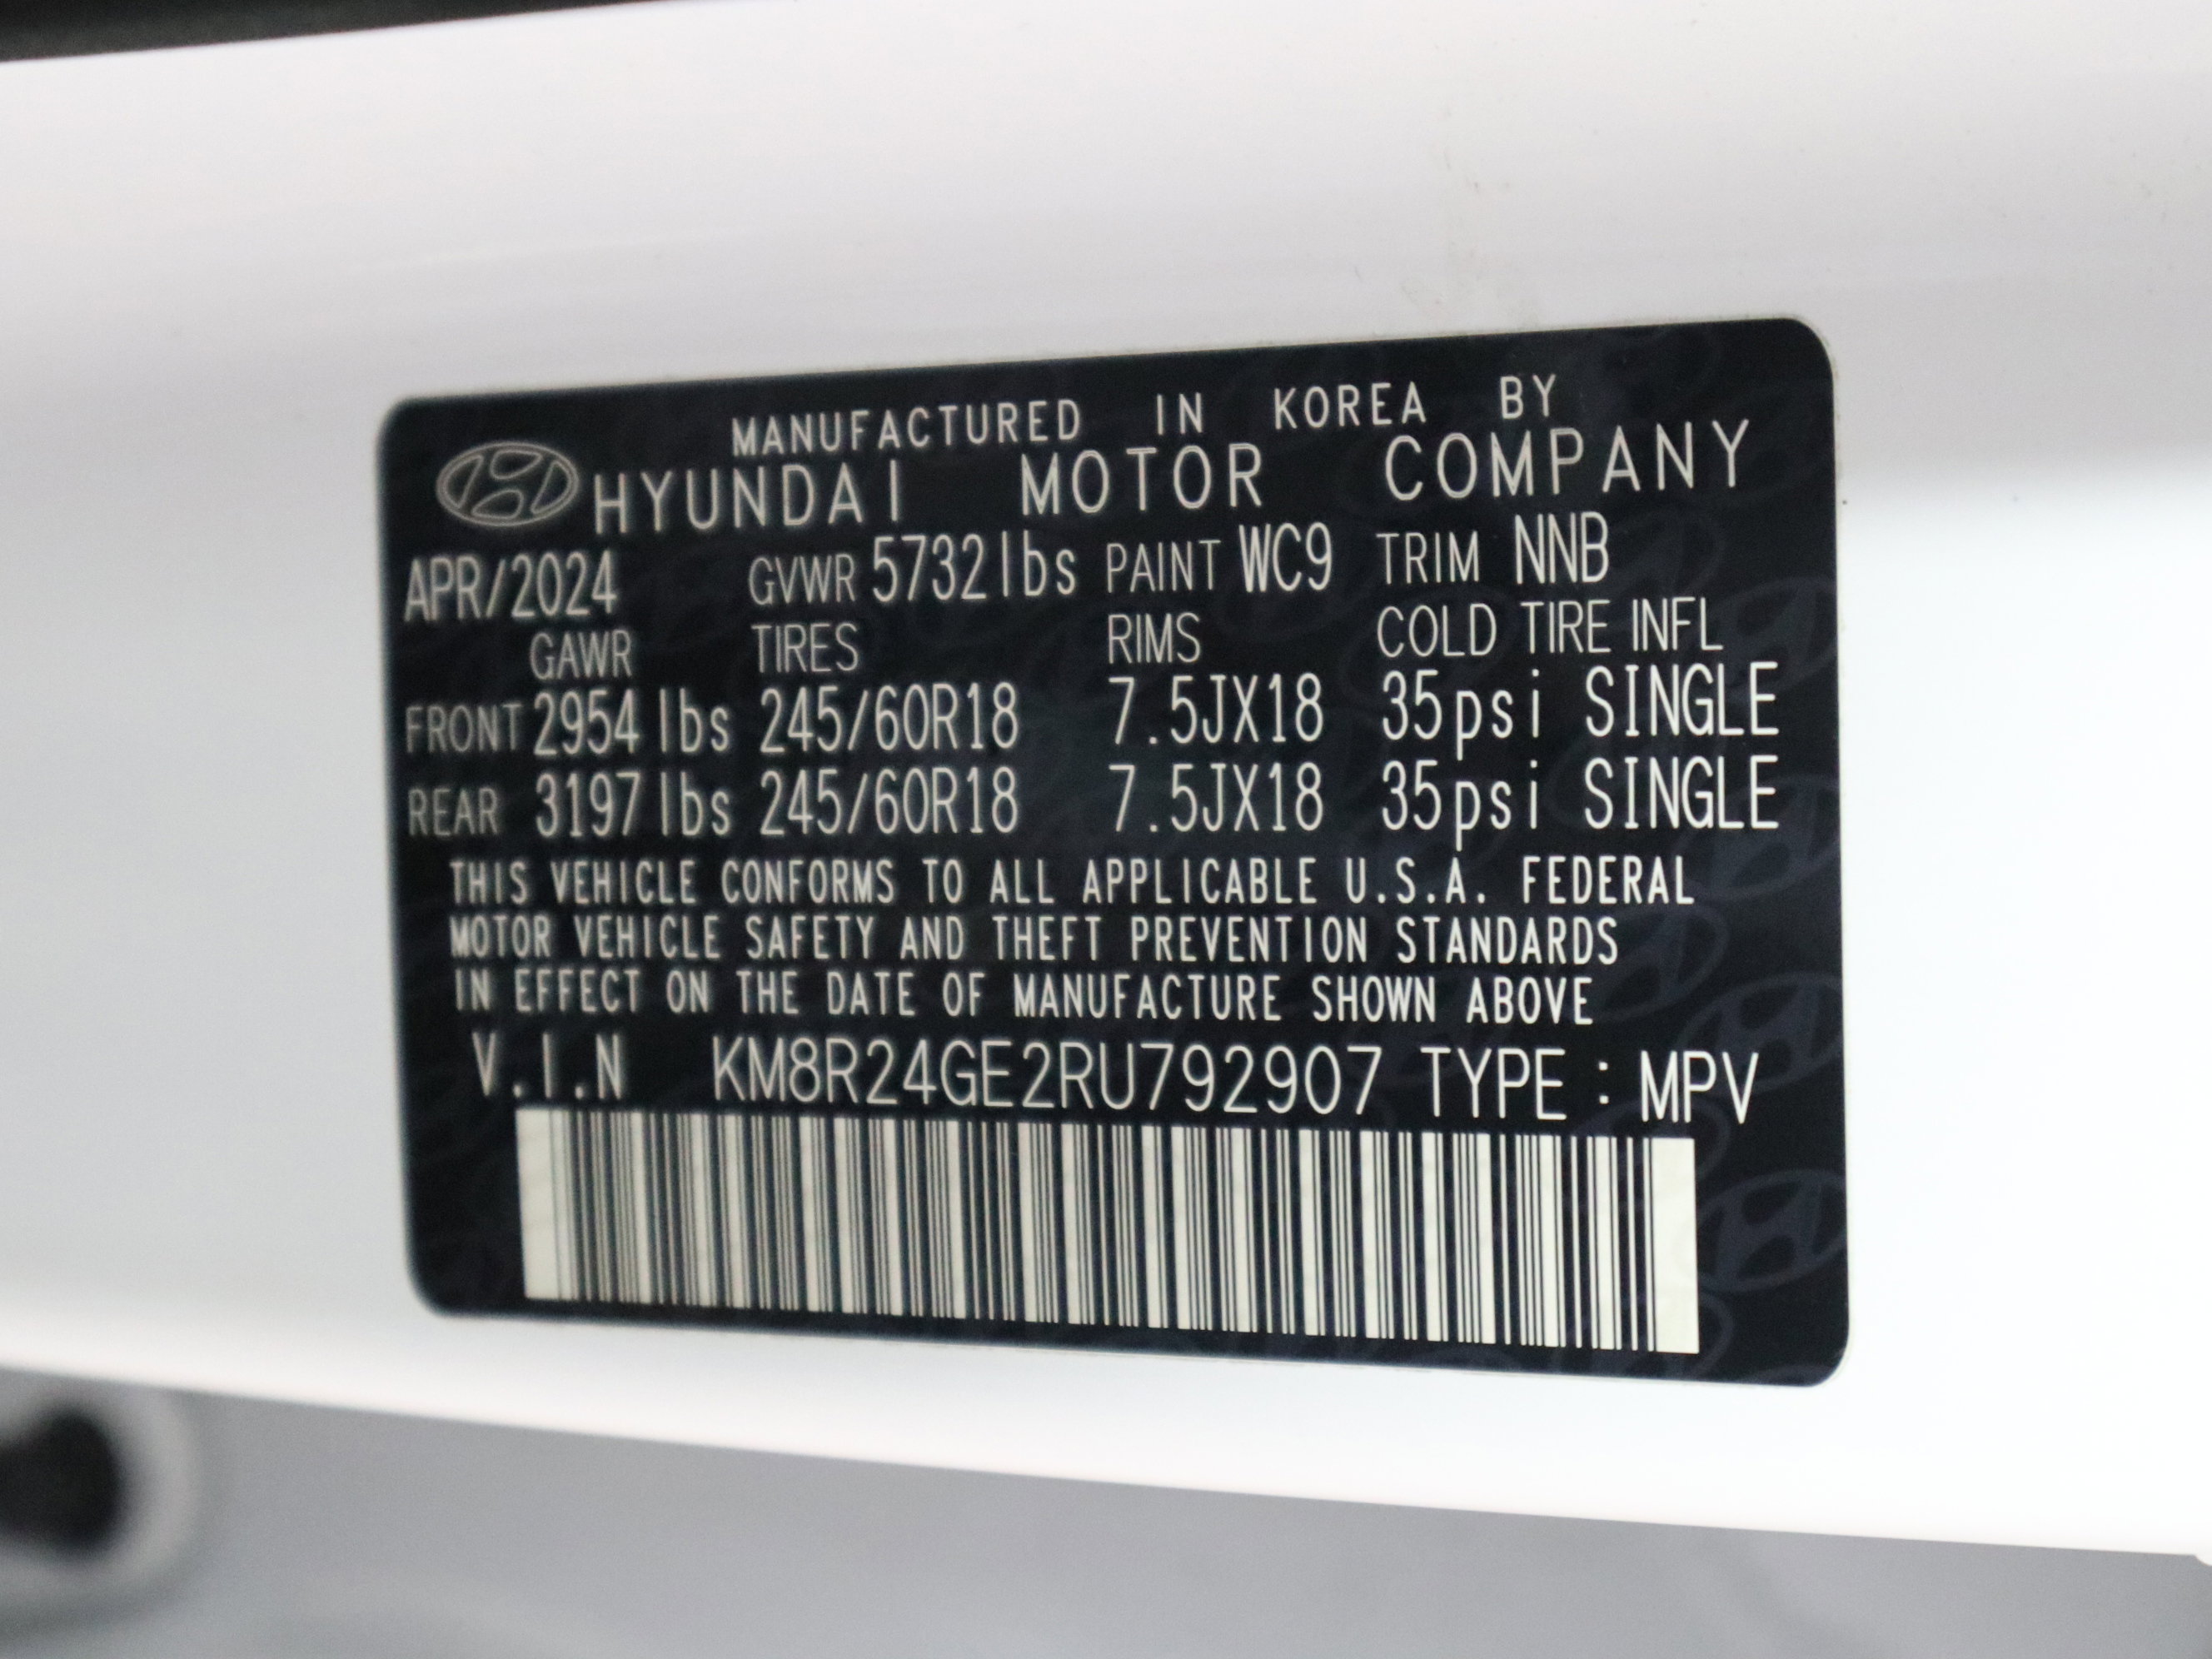 MANUFACTURED IN KOREA BY
HYUNDAI MOTOR COMPANY
APR/2024 GVWR 5732lbs PAINT WC9 TRIM NNB
GAWR TIRES RIMS COLD TIRE INFL
FRONT 2954lbs 245/60R18 7.5JX18 35psi SINGLE
REAR 3197lbs 245/60R18 7.5JX18 35psi SINGLE
THIS VEHICLE CONFORMS TO ALL APPLICABLE U.S.A. FEDERAL
MOTOR VEHICLE SAFETY AND THEFT PREVENTION STANDARDS
IN EFFECT ON THE DATE OF MANUFACTURE SHOWN ABOVE
V.I.N KM8R24GE2RU792907 TYPE : MPV